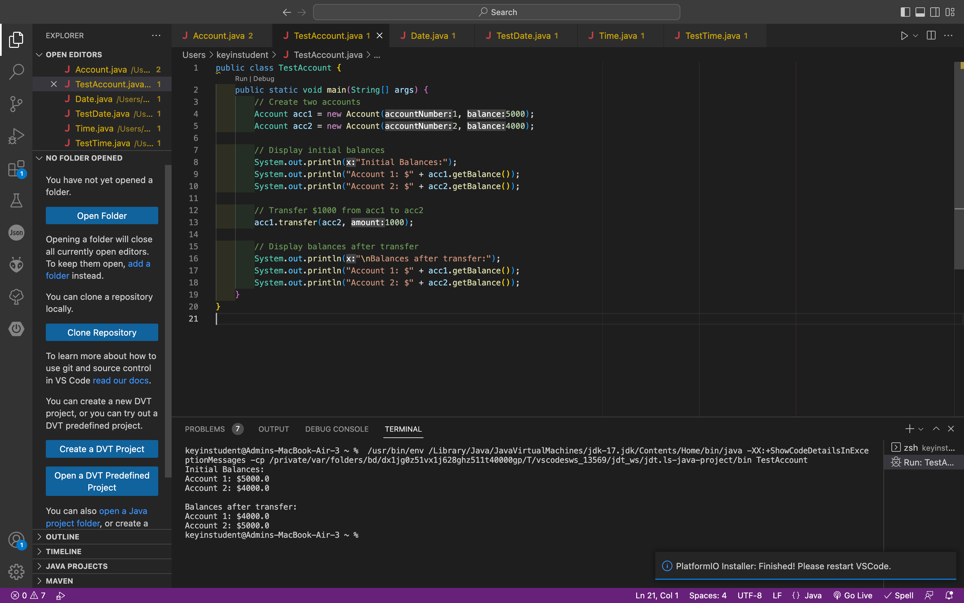 Search
EXPLORER
Account.java 2
TestAccount.java 1
Date.java 1
TestDate.java 1
Time.java 1
TestTime.java 1
OPEN EDITORS
Account.java /Us... 2
TestAccount.java... 1
Date.java /Users/... 1
TestDate.java /Us... 1
Time.java /Users/... 1
TestTime.java /Us... 1
NO FOLDER OPENED
You have not yet opened a
folder.
Open Folder
Opening a folder will close
all currently open editors.
To keep them open, add a
folder instead.
You can clone a repository
locally.
Clone Repository
To learn more about how to
use git and source control
in VS Code read our docs.
You can create a new DVT
project, or you can try out a
DVT predefined project.
Create a DVT Project
Open a DVT Predefined
Project
You can also open a Java
project folder, or create a
OUTLINE
TIMELINE
JAVA PROJECTS
MAVEN
1
Json
1
Users > keyinstudent > J TestAccount.java > ...
1 public class TestAccount {
Run | Debug
2 public static void main(String[] args) {
3 // Create two accounts
4 Account acc1 = new Account(accountNumber:1, balance:5000);
5 Account acc2 = new Account(accountNumber:2, balance:4000);
6
7 // Display initial balances
8 System.out.println(x:"Initial Balances:");
9 System.out.println("Account 1: $" + acc1.getBalance());
10 System.out.println("Account 2: $" + acc2.getBalance());
11
12 // Transfer $1000 from acc1 to acc2
13 acc1.transfer(acc2, amount:1000);
14
15 // Display balances after transfer
16 System.out.println(x:"\nBalances after transfer:");
17 System.out.println("Account 1: $" + acc1.getBalance());
18 System.out.println("Account 2: $" + acc2.getBalance());
19 }
20 }
21
PROBLEMS 7 OUTPUT DEBUG CONSOLE TERMINAL
keyinstudent@Admins-MacBook-Air-3 ~ % /usr/bin/env /Library/Java/JavaVirtualMachines/jdk-17.jdk/Contents/Home/bin/java -XX:+ShowCodeDetailsInExce
ptionMessages -cp /private/var/folders/bd/dx1jg0z51vx1j628ghz511t40000gp/T/vscodesws_13569/jdt_ws/jdt.ls-java-project/bin TestAccount
Initial Balances:
Account 1: $5000.0
Account 2: $4000.0
Balances after transfer:
Account 1: $4000.0
Account 2: $5000.0
keyinstudent@Admins-MacBook-Air-3 ~ %
zsh keyinst...
Run: TestA...
PlatformIO Installer: Finished! Please restart VSCode.
0 7
Ln 21, Col 1 Spaces: 4 UTF-8 LF {} Java Go Live Spell